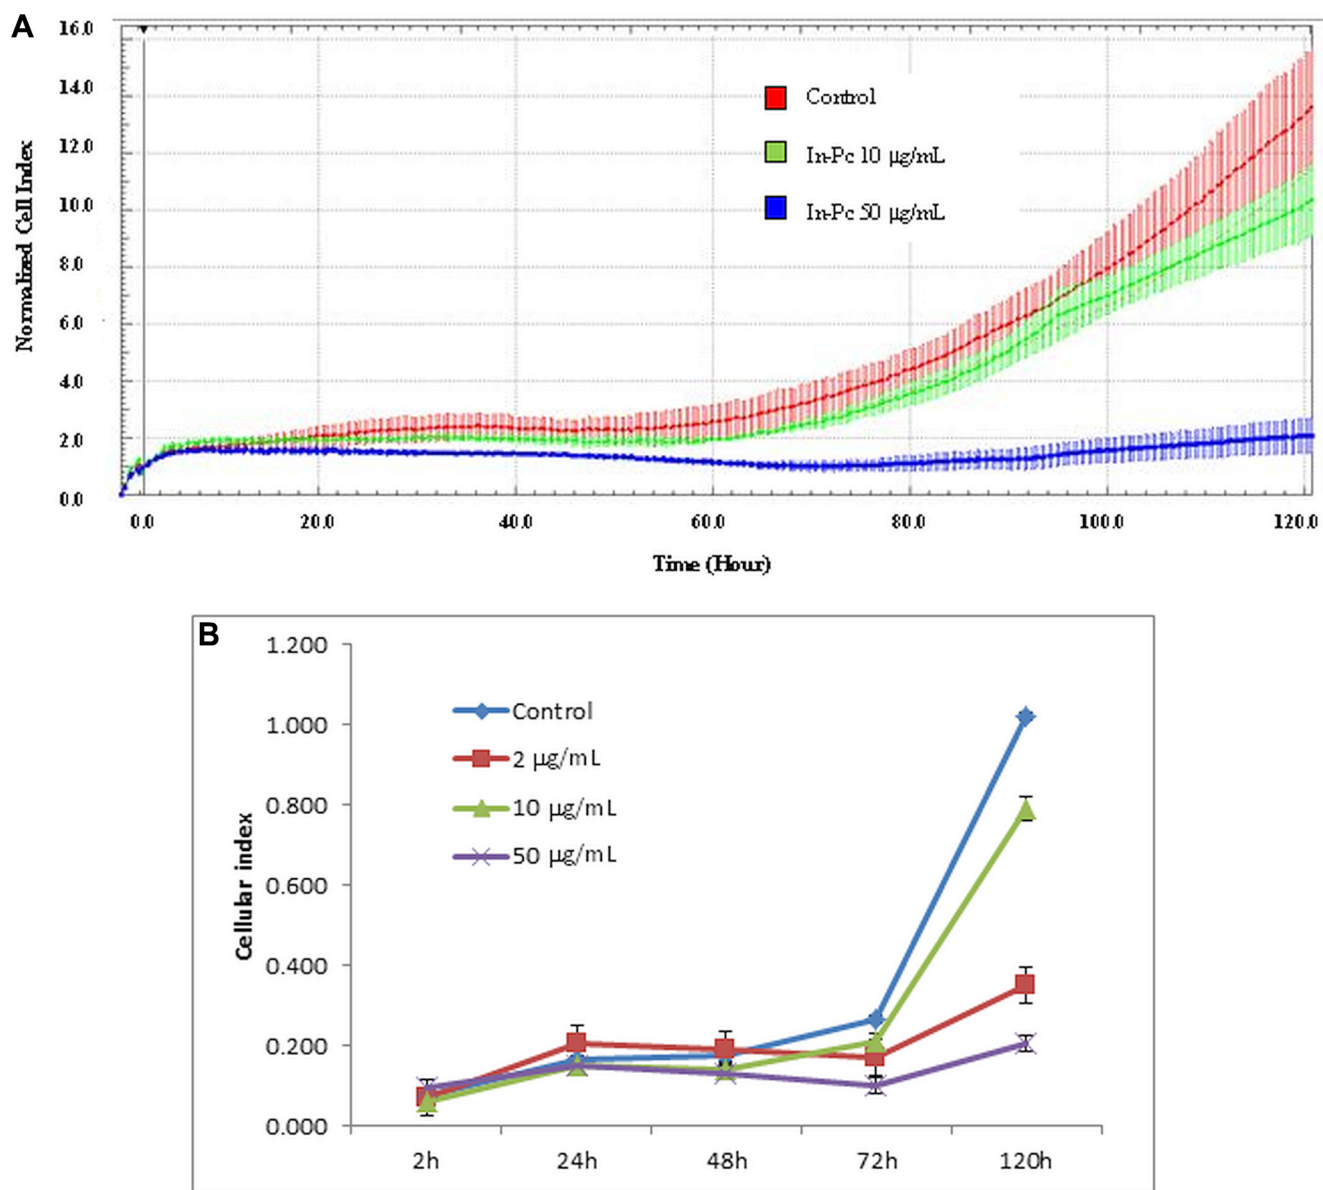 A
16.0
14.0
12.0
10.0
8.0
6.0
4.0
2.0
0.0
Normalized Cell Index
Control
In-Pc 10 µg/mL
In-Pc 50 µg/mL
0.0 20.0 40.0 60.0 80.0 100.0 120.0
Time (Hour)
B
1.200
1.000
0.800
0.600
0.400
0.200
0.000
Cellular index
Control
2 µg/mL
10 µg/mL
50 µg/mL
2h 24h 48h 72h 120h